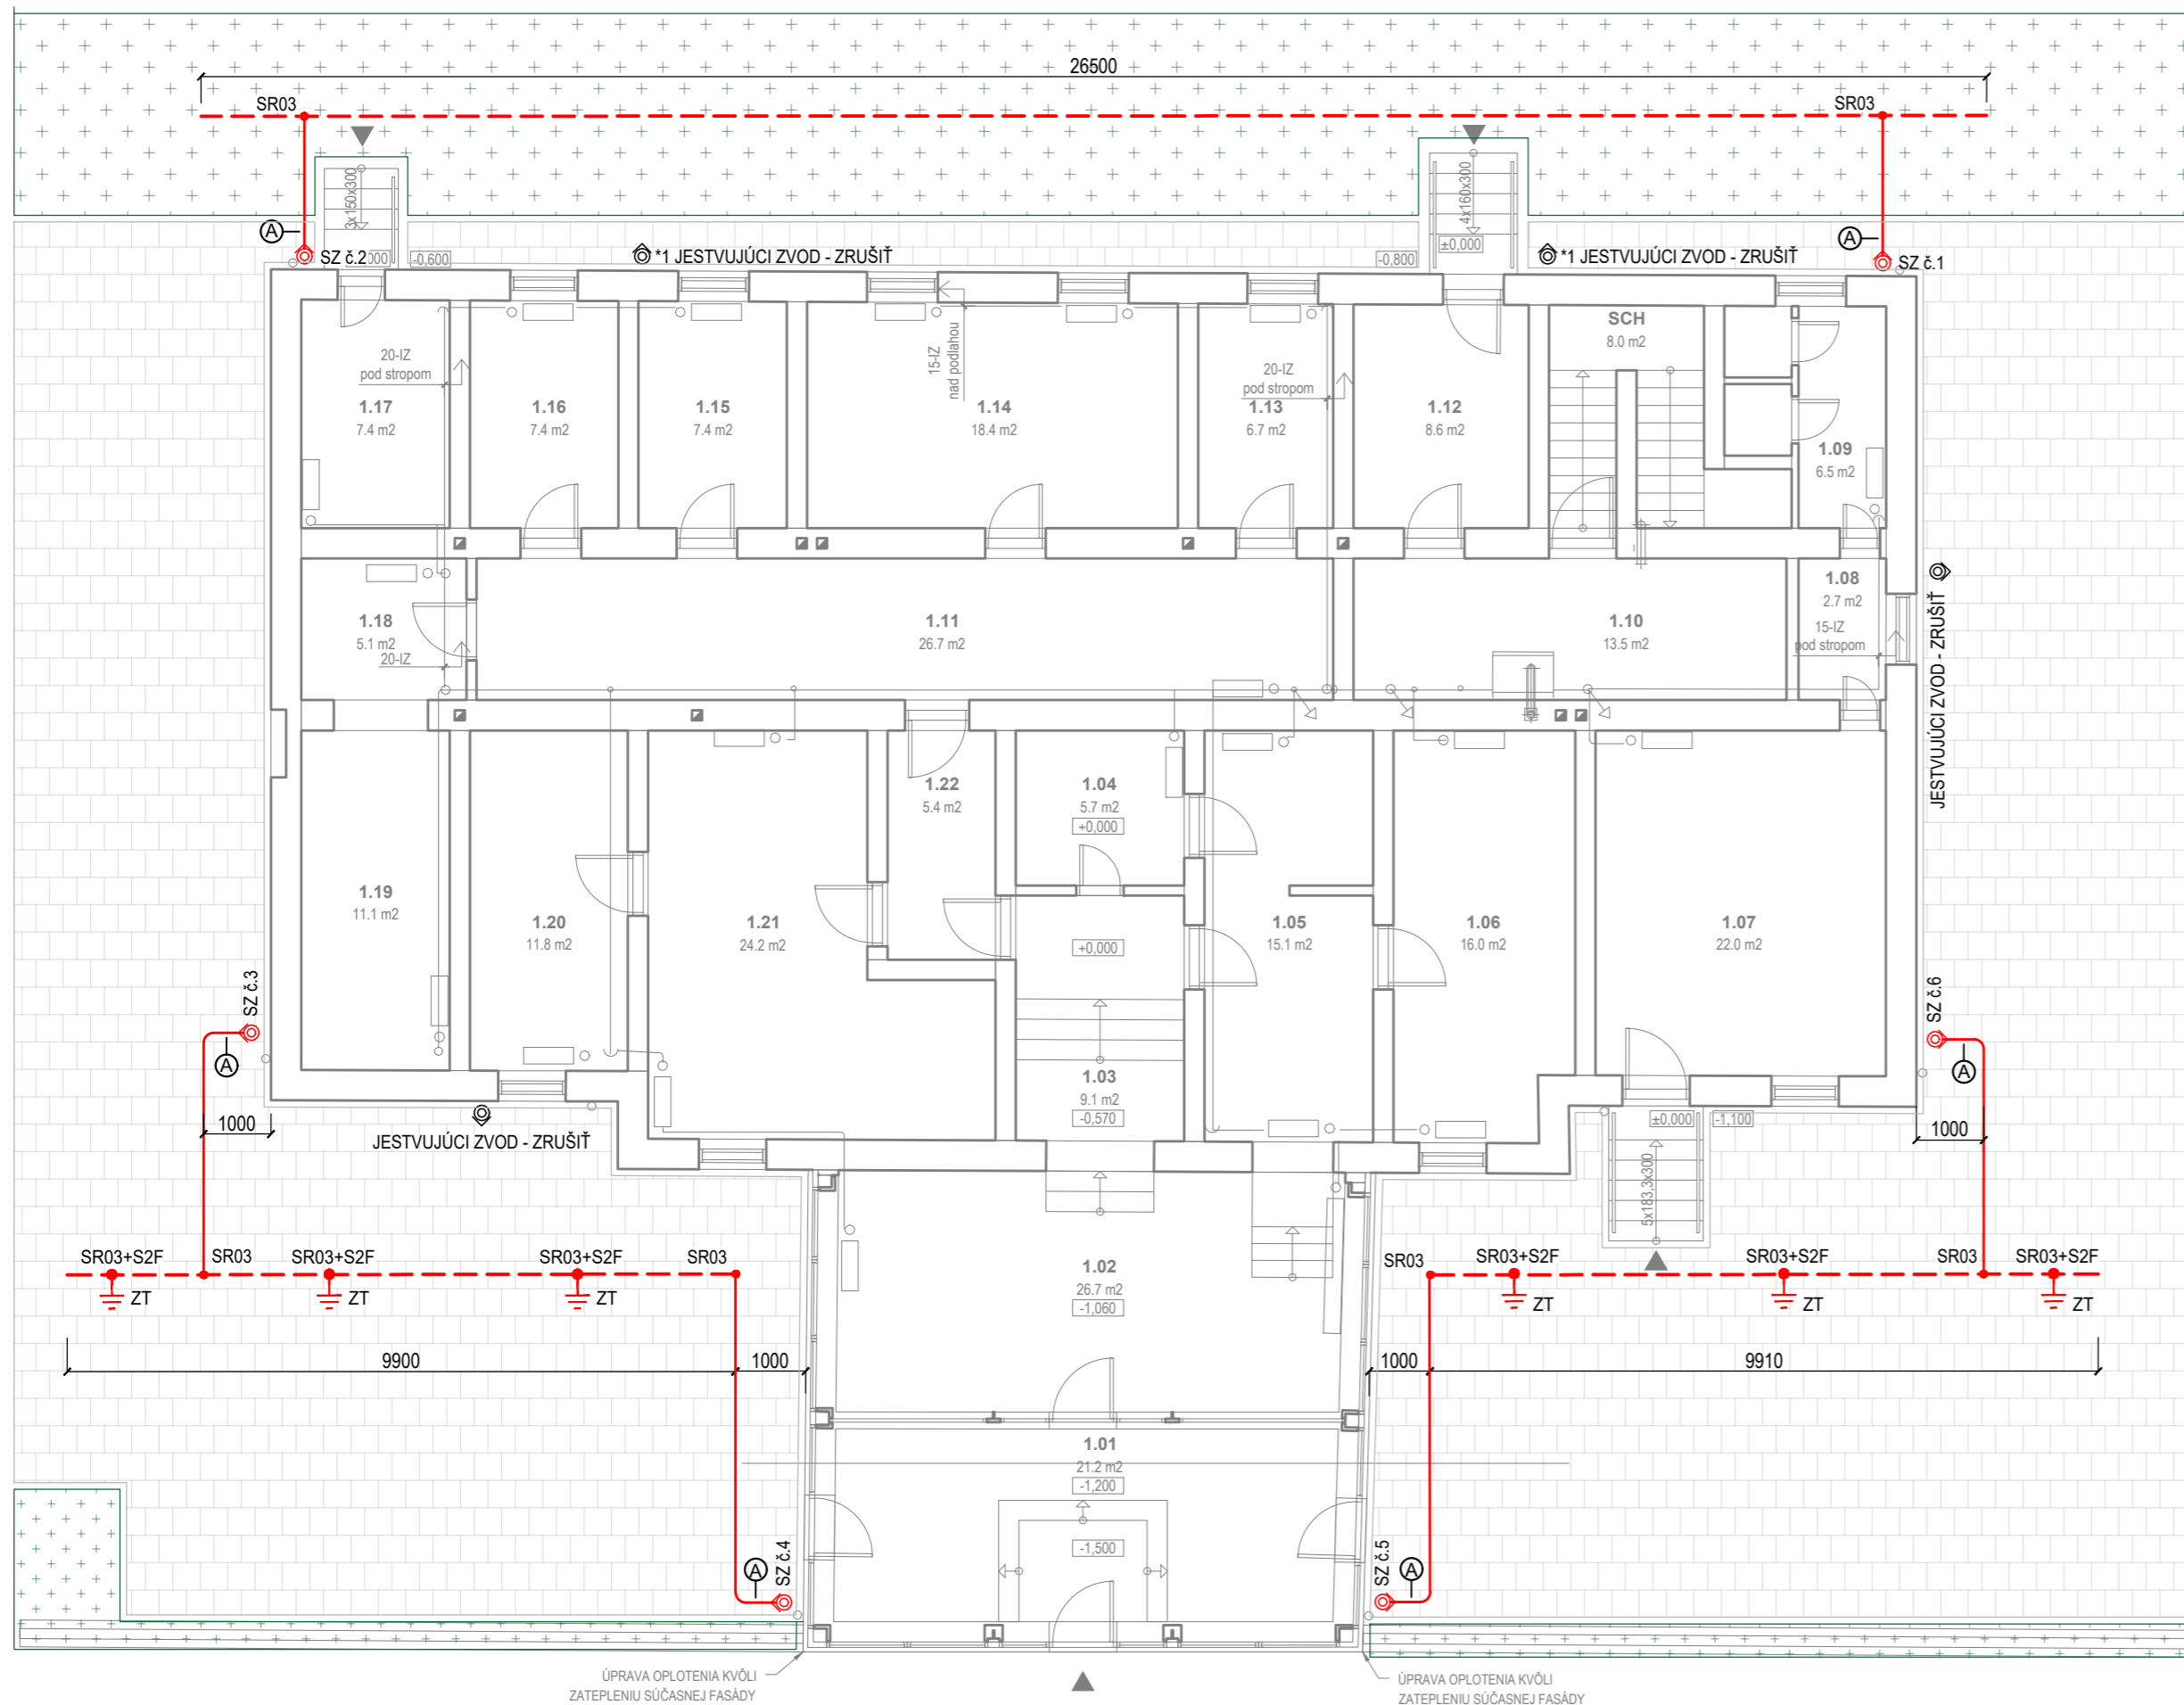 26500
SR03
SR03
3x150x300
4x160x300
A
SZ č.2
-0,600
*1 JESTVUJÚCI ZVOD - ZRUŠIŤ
-0,800
±0,000
*1 JESTVUJÚCI ZVOD - ZRUŠIŤ
A
SZ č.1
20-IZ
pod stropom
1.17
7.4 m2
1.16
7.4 m2
1.15
7.4 m2
15-IZ
nad podlahou
1.14
18.4 m2
20-IZ
pod stropom
1.13
6.7 m2
1.12
8.6 m2
SCH
8.0 m2
1.09
6.5 m2
1.18
5.1 m2
20-IZ
1.11
26.7 m2
1.10
13.5 m2
1.08
2.7 m2
15-IZ
pod stropom
JESTVUJÚCI ZVOD - ZRUŠIŤ
1.22
5.4 m2
1.04
5.7 m2
+0,000
1.19
11.1 m2
1.20
11.8 m2
1.21
24.2 m2
+0,000
1.05
15.1 m2
1.06
16.0 m2
1.07
22.0 m2
SZ č.3
A
SZ č.6
A
1.03
9.1 m2
-0,570
1000
JESTVUJÚCI ZVOD - ZRUŠIŤ
±0,000
-1,100
1000
5x183,3x300
SR03+S2F
SR03
SR03+S2F
SR03+S2F
SR03
ZT
ZT
ZT
1.02
26.7 m2
-1,060
SR03
SR03+S2F
SR03+S2F
SR03
SR03+S2F
ZT
ZT
ZT
9900
1000
1000
9910
1.01
21.2 m2
-1,200
-1,500
A
SZ č.4
SZ č.5
A
ÚPRAVA OPLOTENIA KVÔLI
ZATEPLENIU SÚČASNEJ FASÁDY
ÚPRAVA OPLOTENIA KVÔLI
ZATEPLENIU SÚČASNEJ FASÁDY